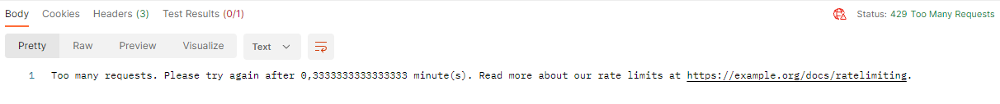 Body Cookies Headers (3) Test Results (0/1) Status: 429 Too Many Requests
Pretty Raw Preview Visualize Text
1 Too many requests. Please try again after 0,3333333333333333 minute(s). Read more about our rate limits at https://example.org/docs/ratelimiting.